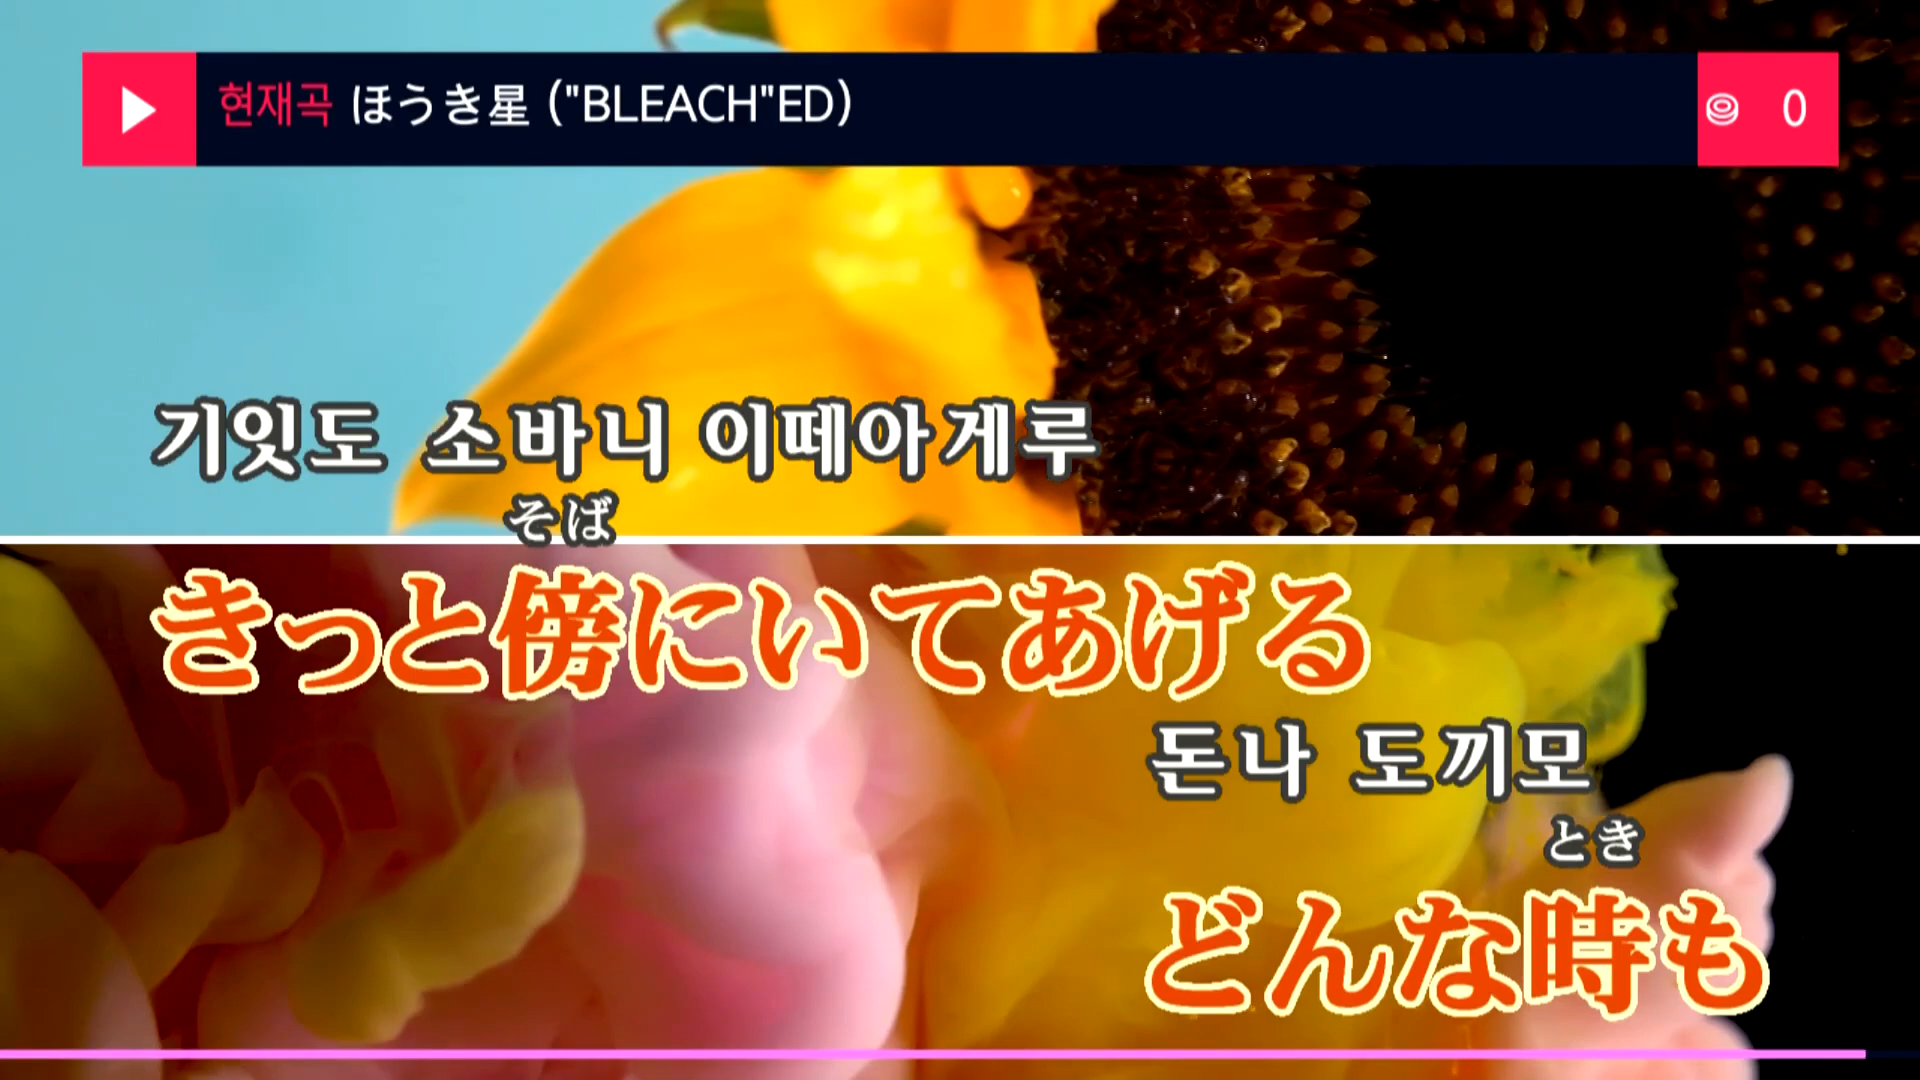 현재곡 ほうき星 ("BLEACH"ED) 0
기잇도 소바니 이떼아게루
そば
きっと傍にいてあげる
돈나 도끼모
とき
どんな時も